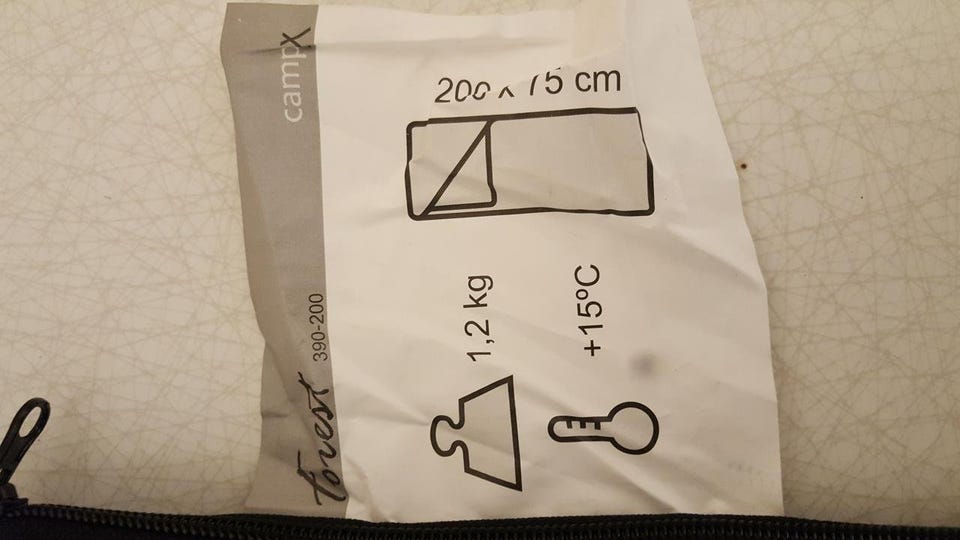 campx
forest 390-200
200 x 75 cm
1,2 kg
+15°C